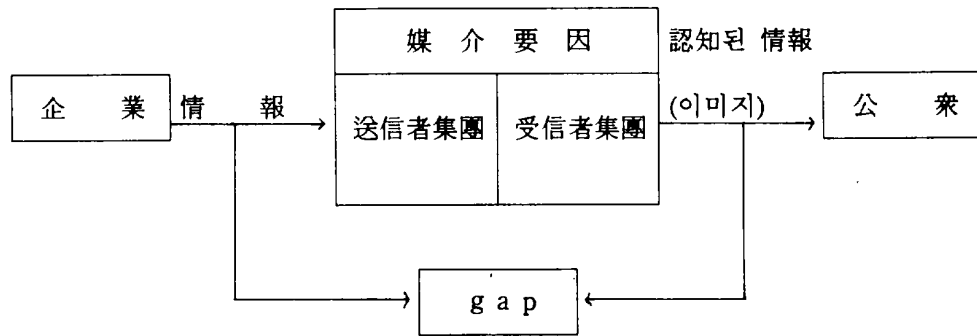 媒介要因
認知된 情報
企業
情報
(이미지)
公衆
送信者集團
受信者集團
gap